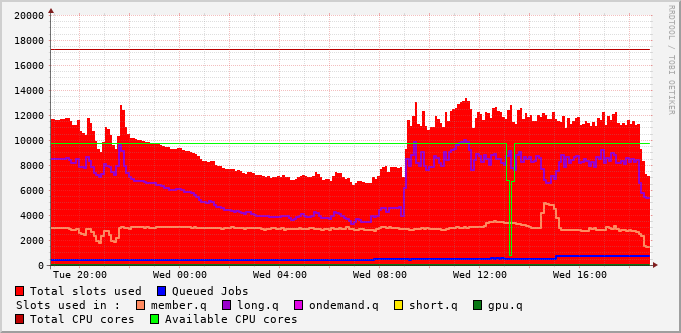 20000
18000
16000
14000
12000
10000
8000
6000
4000
2000
0
Tue 20:00 Wed 00:00 Wed 04:00 Wed 08:00 Wed 12:00 Wed 16:00
RRDTOOL / TOBI OETIKER
Total slots used Queued Jobs
Slots used in : member.q long.q ondemand.q short.q gpu.q
Total CPU cores Available CPU cores